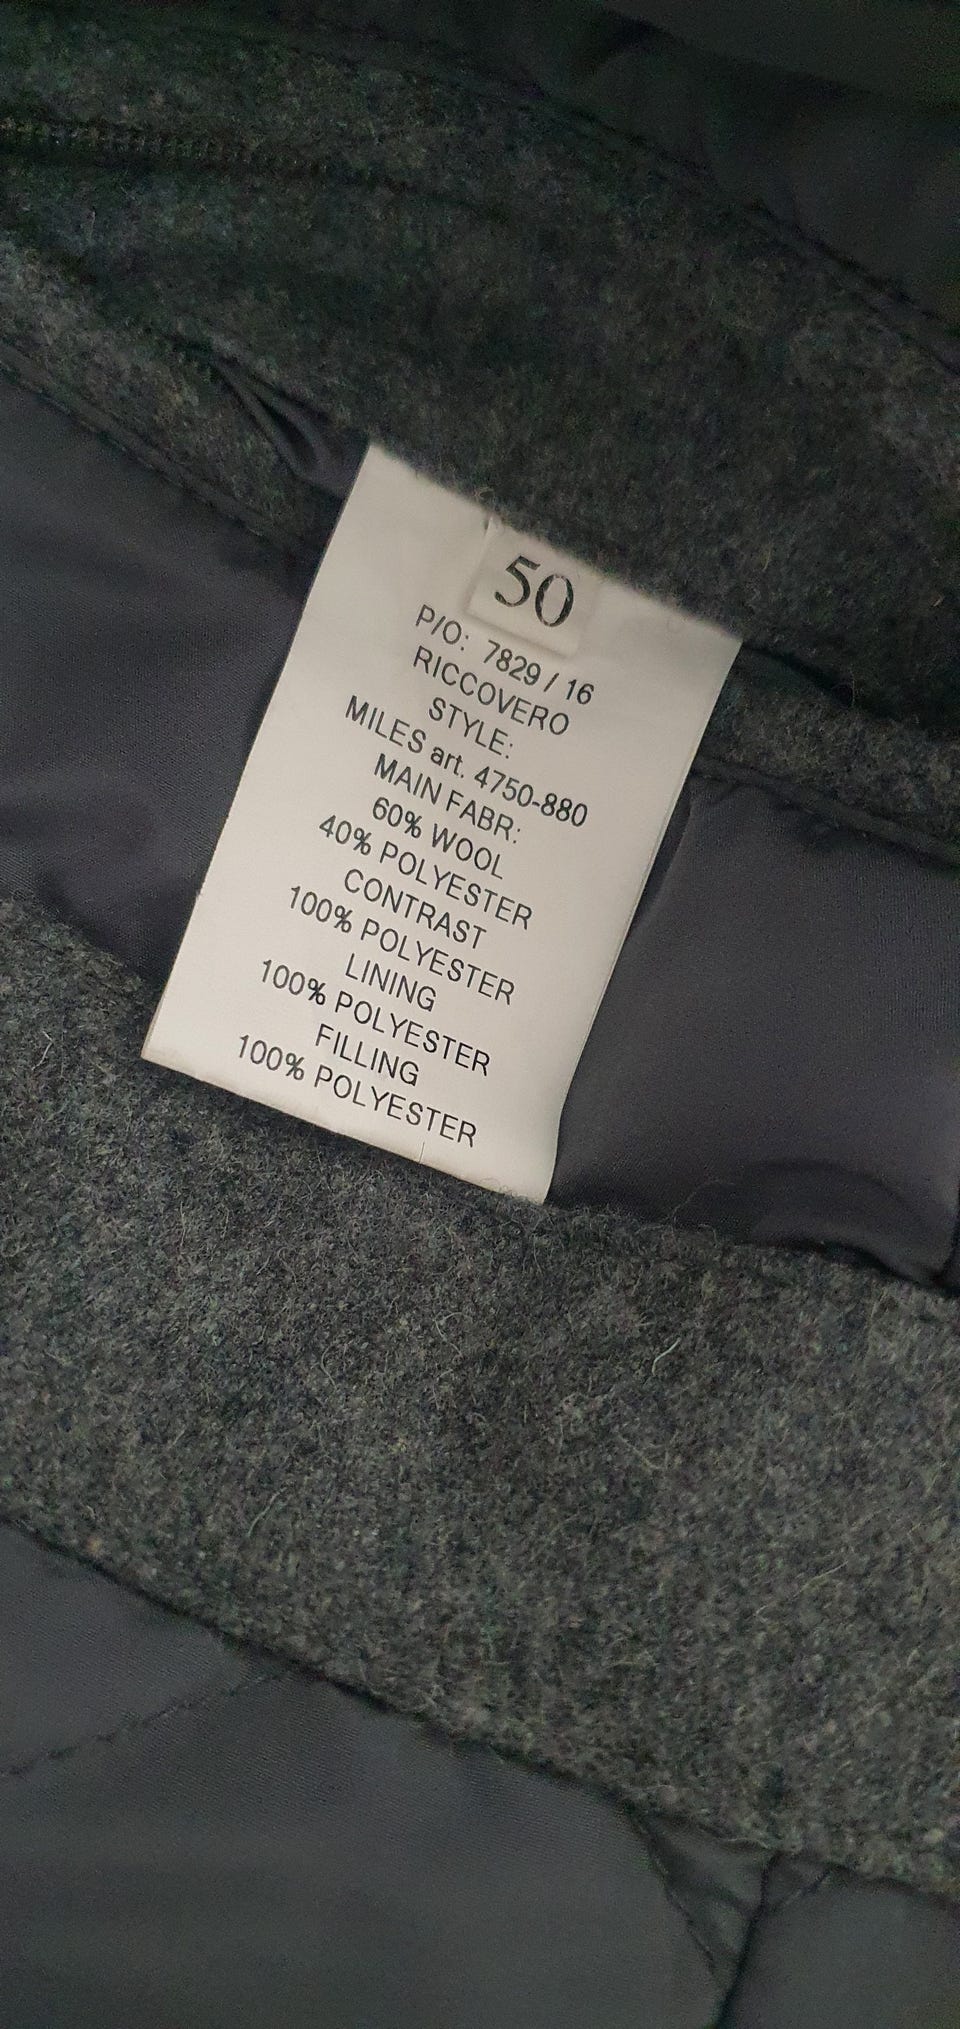 50
P/O: 7829 / 16
RICCOVERO
STYLE:
MILES art. 4750-880
MAIN FABR:
60% WOOL
40% POLYESTER
CONTRAST
100% POLYESTER
LINING
100% POLYESTER
FILLING
100% POLYESTER